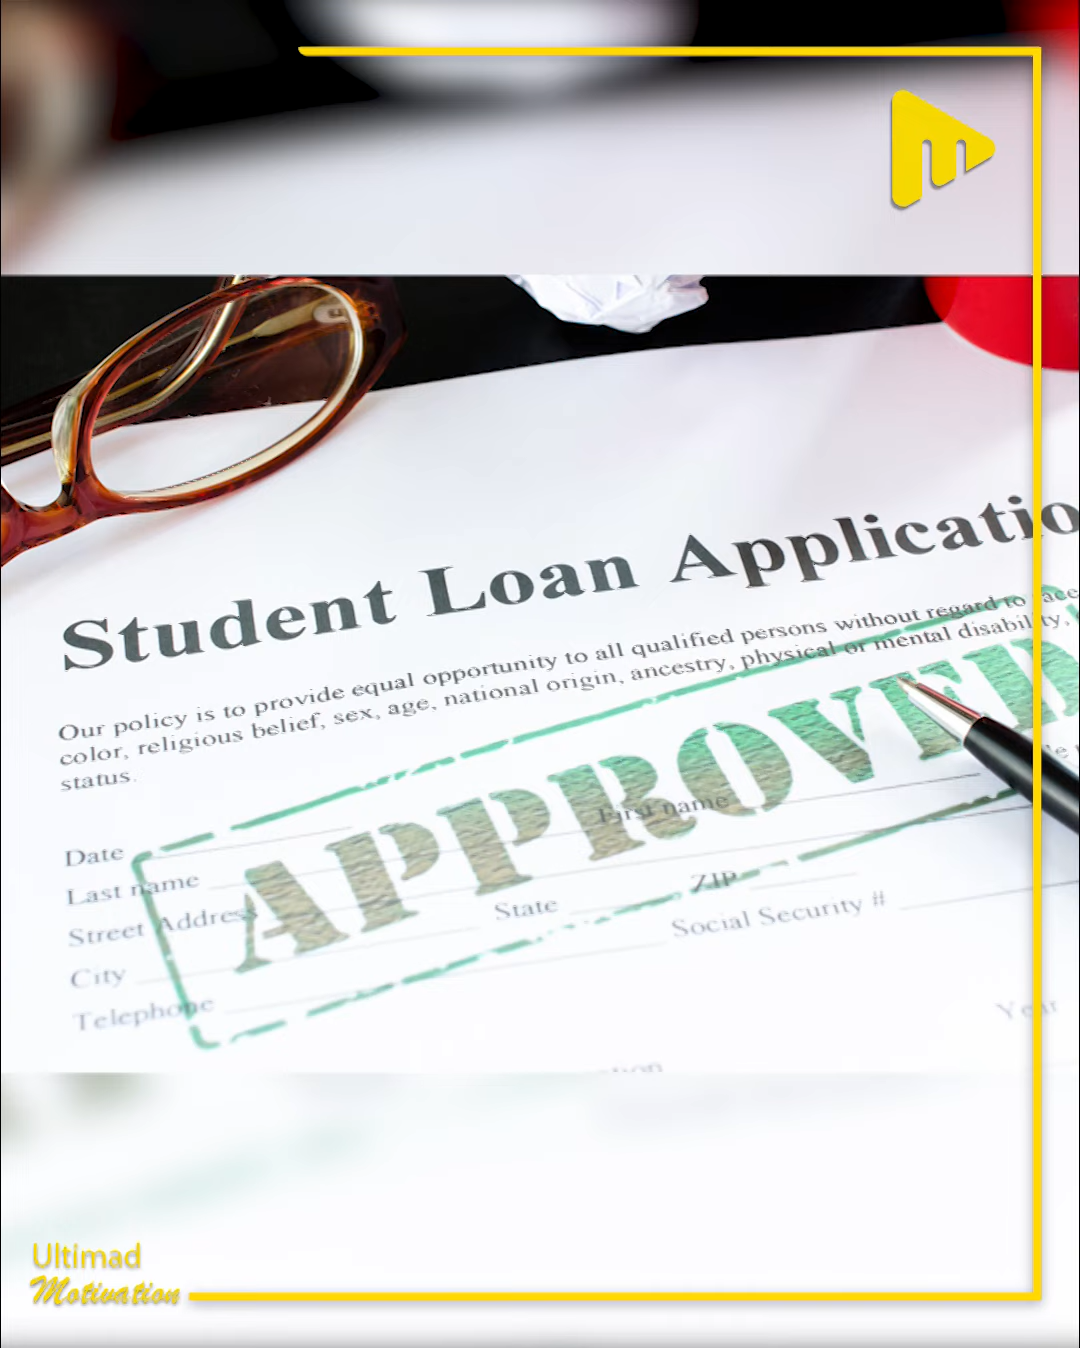 Student Loan Applicatio
Our policy is to provide equal opportunity to all qualified persons without regard to race
color, religious belief, sex, age, national origin, ancestry, physical or mental disability,
status.
APPROVED
Date
Last name First name
Street Address
City State ZIP
Telephone Social Security #
Year
Ultimad
Motivation